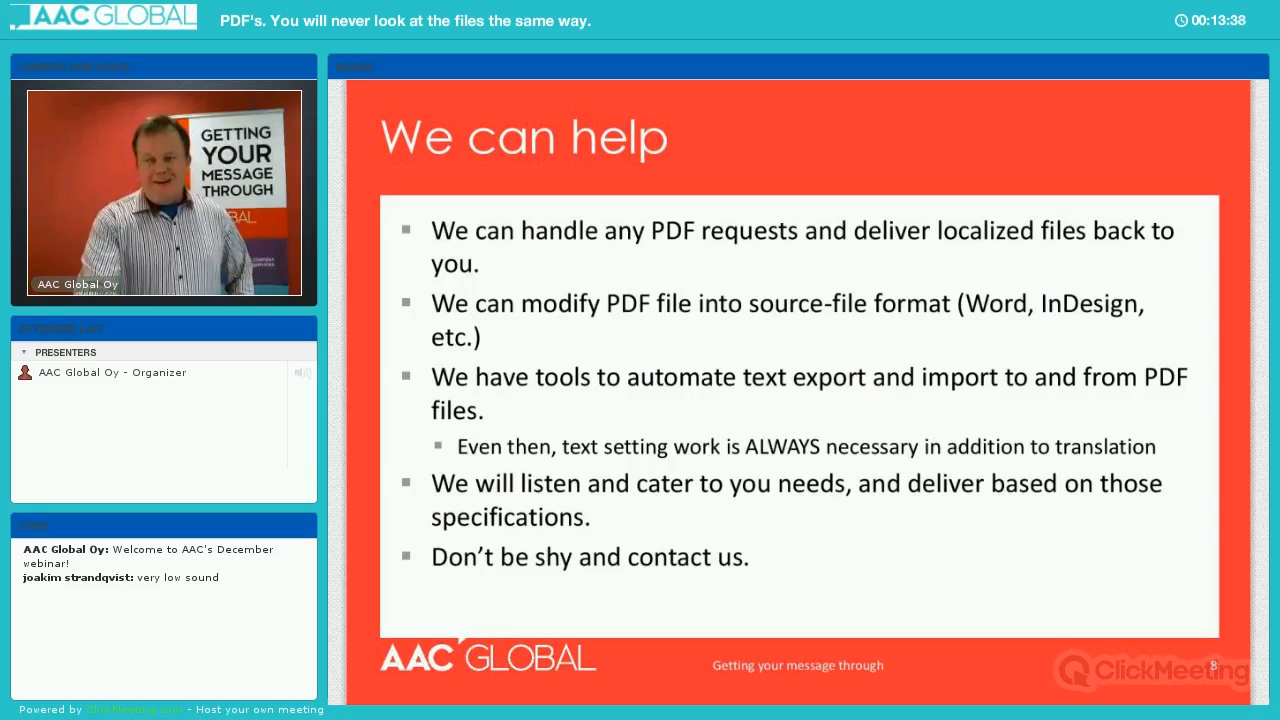 AAC GLOBAL
PDF's. You will never look at the files the same way.
00:13:38
GETTING
YOUR
MESSAGE
THROUGH
AAC Global Oy
ATTENDEE LIST
PRESENTERS
AAC Global Oy - Organizer
CHAT
AAC Global Oy: Welcome to AAC's December
webinar!
joakim strandqvist: very low sound
Powered by ClickMeeting.com - Host your own meeting
We can help
We can handle any PDF requests and deliver localized files back to
you.
We can modify PDF file into source-file format (Word, InDesign,
etc.)
We have tools to automate text export and import to and from PDF
files.
Even then, text setting work is ALWAYS necessary in addition to translation
We will listen and cater to you needs, and deliver based on those
specifications.
Don't be shy and contact us.
AAC GLOBAL
Getting your message through
8
ClickMeeting